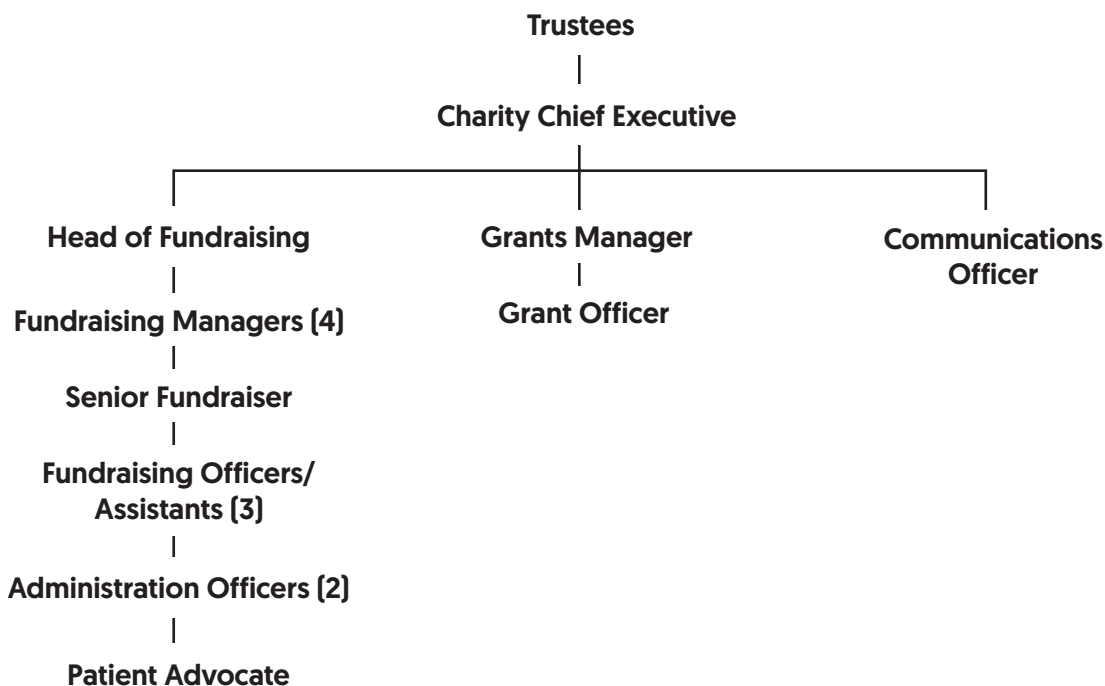 Trustees
Charity Chief Executive
Head of Fundraising
Fundraising Managers (4)
Senior Fundraiser
Fundraising Officers/
Assistants (3)
Administration Officers (2)
Patient Advocate
Grants Manager
Grant Officer
Communications
Officer